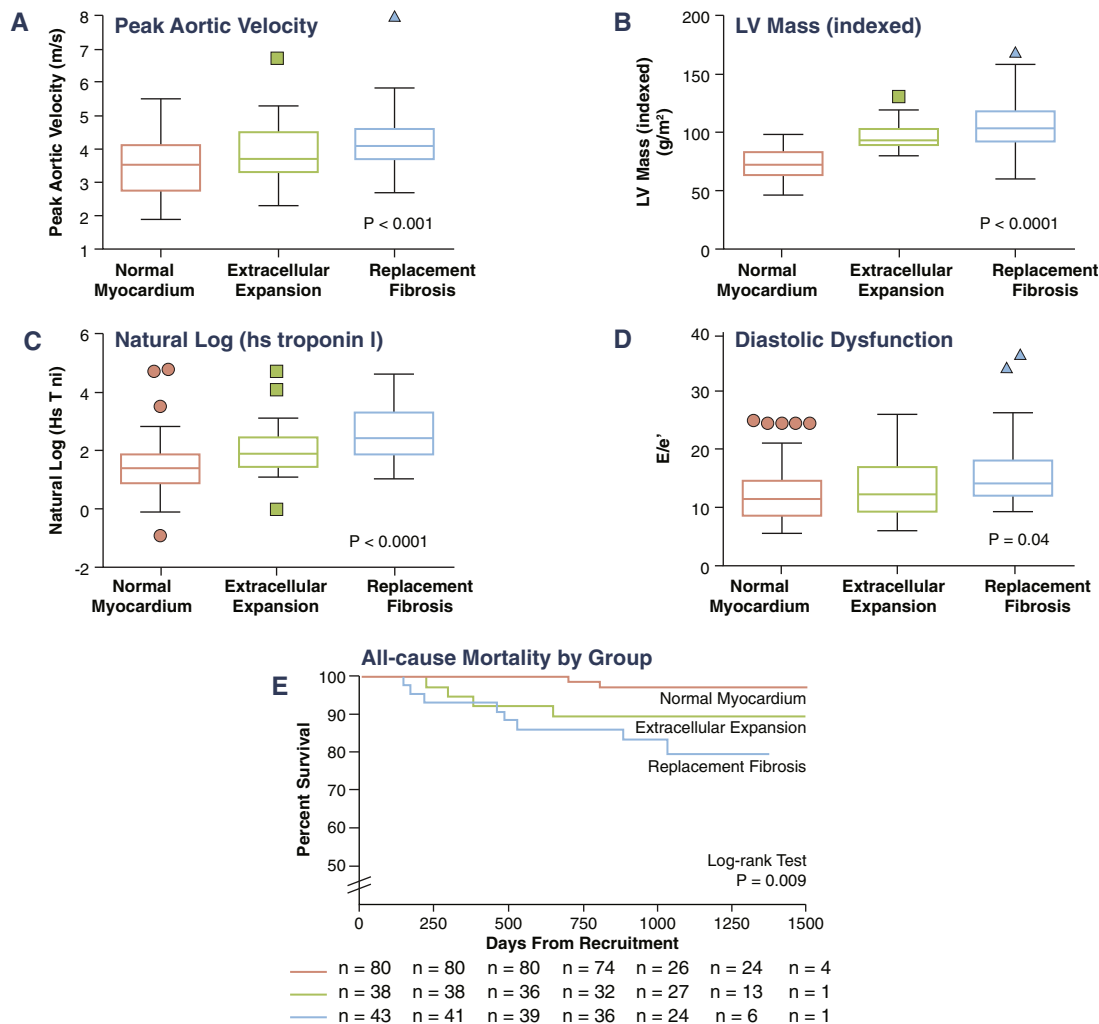 A
Peak Aortic Velocity
Peak Aortic Velocity (m/s)
8
7
6
5
4
3
2
1
P < 0.001
Normal
Myocardium
Extracellular
Expansion
Replacement
Fibrosis
B
LV Mass (indexed)
LV Mass (indexed)
(g/m²)
200
150
100
50
0
P < 0.0001
Normal
Myocardium
Extracellular
Expansion
Replacement
Fibrosis
C
Natural Log (hs troponin I)
Natural Log (Hs T ni)
6
4
2
0
-2
P < 0.0001
Normal
Myocardium
Extracellular
Expansion
Replacement
Fibrosis
D
Diastolic Dysfunction
E/e'
40
30
20
10
0
P = 0.04
Normal
Myocardium
Extracellular
Expansion
Replacement
Fibrosis
E
All-cause Mortality by Group
Percent Survival
100
90
80
70
60
50
Normal Myocardium
Extracellular Expansion
Replacement Fibrosis
Log-rank Test
P = 0.009
0 250 500 750 1000 1250 1500
Days From Recruitment
n = 80 n = 80 n = 80 n = 74 n = 26 n = 24 n = 4
n = 38 n = 38 n = 36 n = 32 n = 27 n = 13 n = 1
n = 43 n = 41 n = 39 n = 36 n = 24 n = 6 n = 1